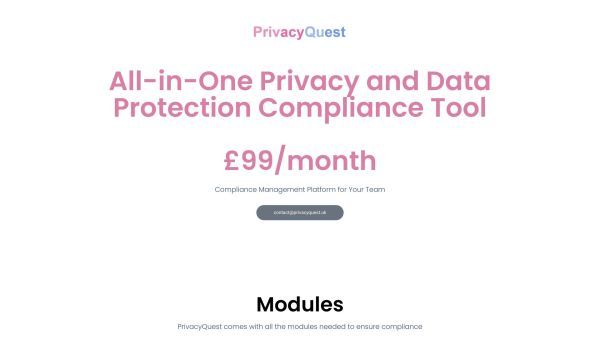 PrivacyQuest
All-in-One Privacy and Data
Protection Compliance Tool
£99/month
Compliance Management Platform for Your Team
contact@privacyquest.uk
Modules
PrivacyQuest comes with all the modules needed to ensure compliance